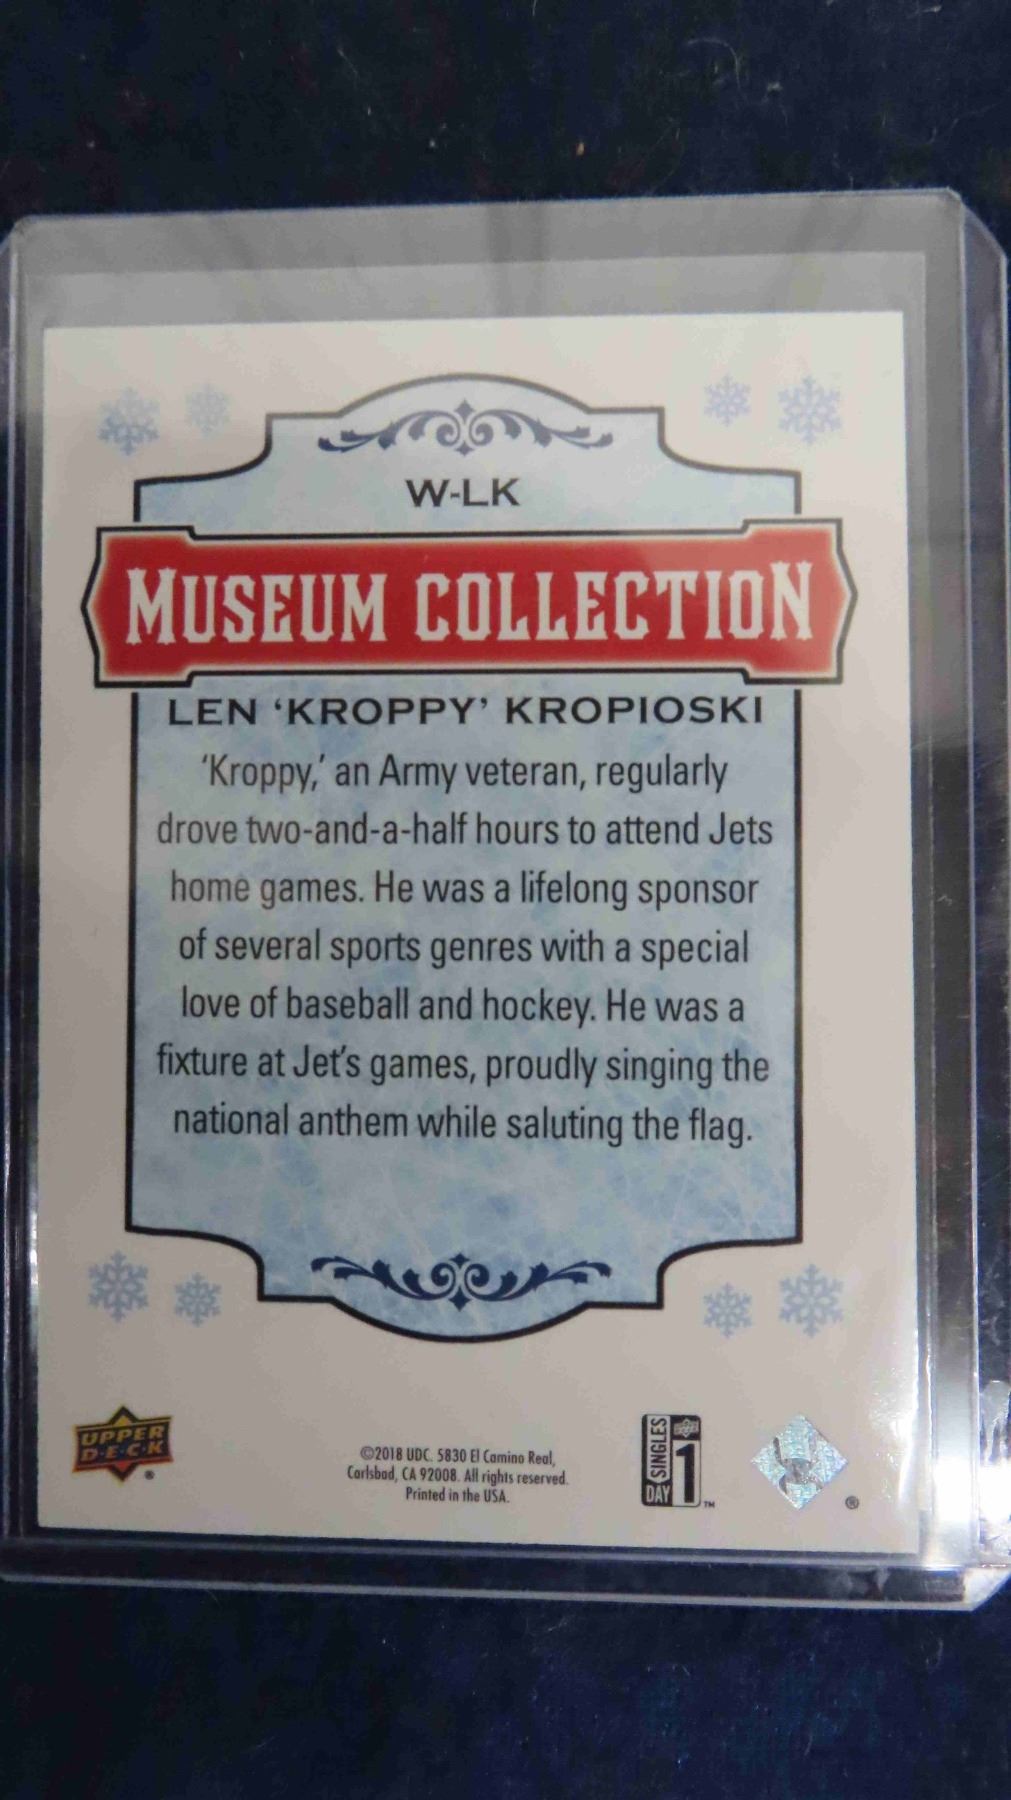 W-LK
MUSEUM COLLECTION
LEN ‘KROPPY’ KROPIOSKI
‘Kroppy,’ an Army veteran, regularly
drove two-and-a-half hours to attend Jets
home games. He was a lifelong sponsor
of several sports genres with a special
love of baseball and hockey. He was a
fixture at Jet’s games, proudly singing the
national anthem while saluting the flag.
UPPER
D·E·C·K
®
©2018 UDC. 5830 El Camino Real,
Carlsbad, CA 92008. All rights reserved.
Printed in the USA.
SINGLES
DAY
1
™
®